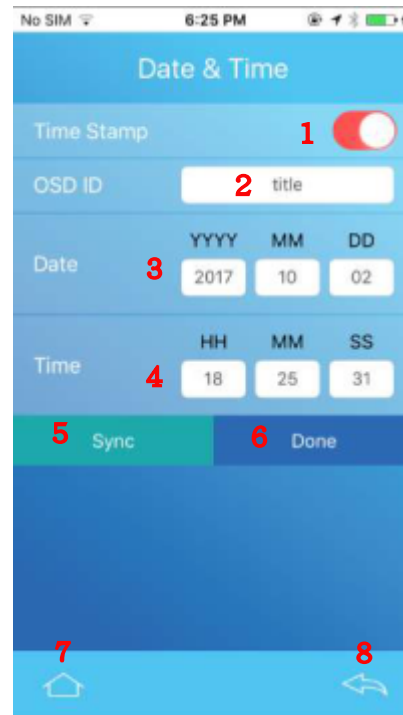 No SIM 6:25 PM
Date & Time
Time Stamp 1
OSD ID 2 title
YYYY MM DD
Date 3 2017 10 02
HH MM SS
Time 4 18 25 31
5 Sync 6 Done
7 8